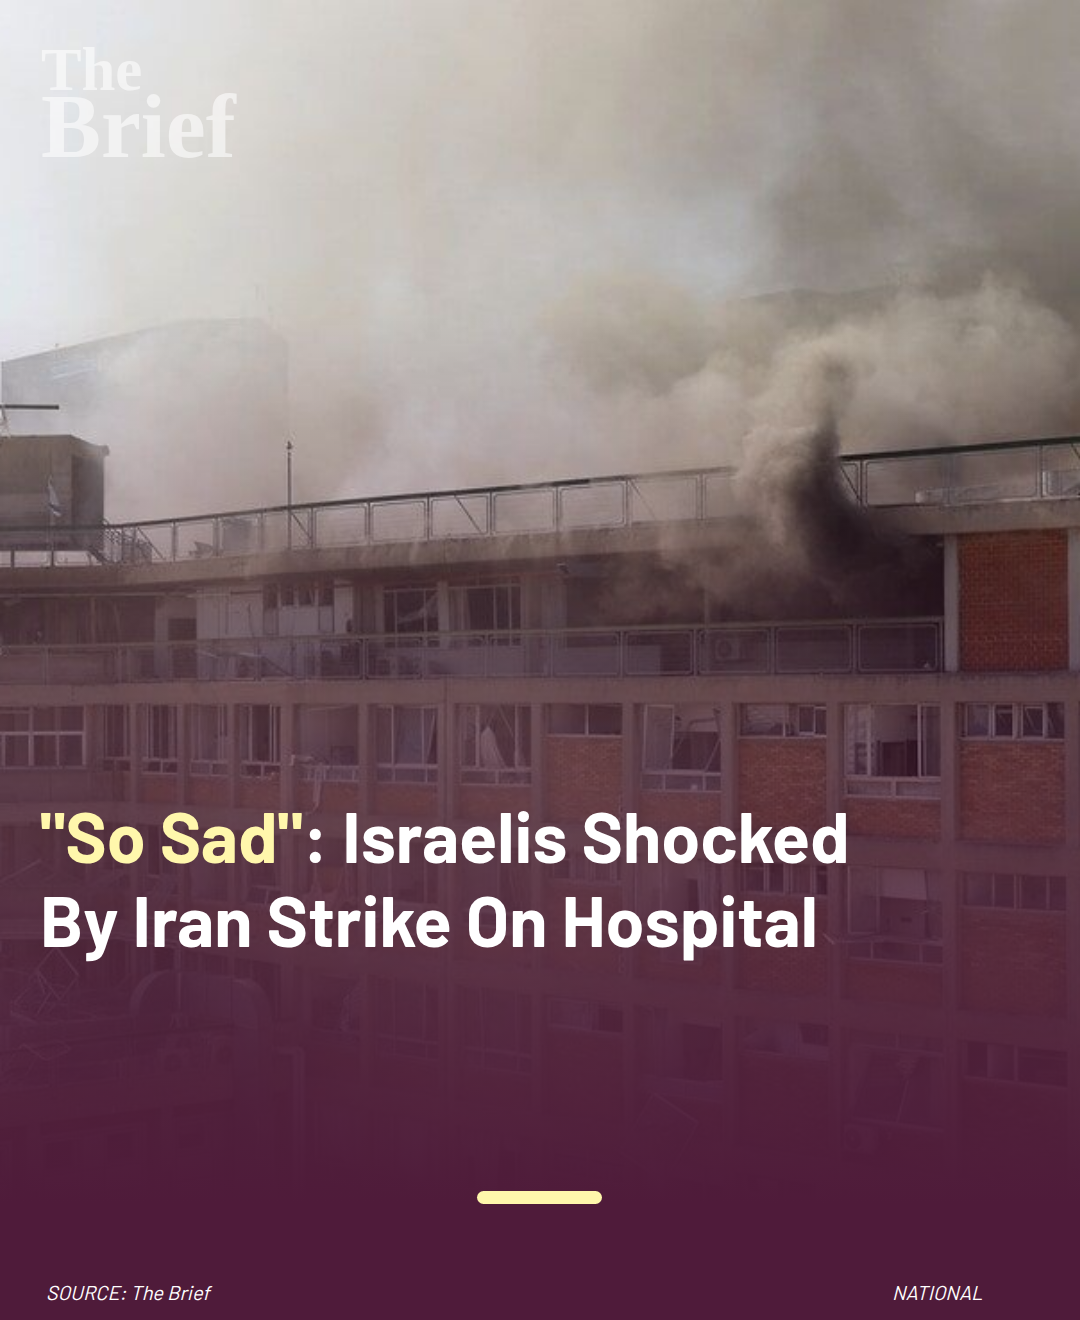 The
Brief
"So Sad": Israelis Shocked
By Iran Strike On Hospital
SOURCE: The Brief
NATIONAL